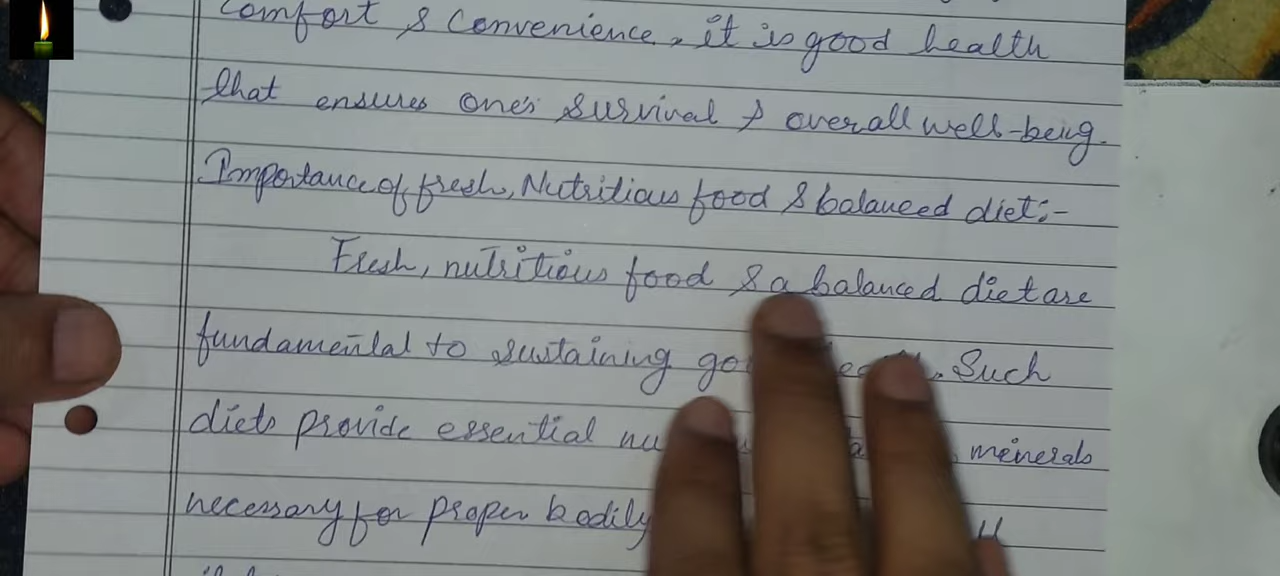 comfort & convenience, it is good health
that ensures one's survival & overall well-being.
Importance of fresh, Nutritious food & balanced diet:-
Fresh, nutritious food & a balanced diet are
fundamental to sustaining Such
diets provide essential minerals
necessary for proper bodily